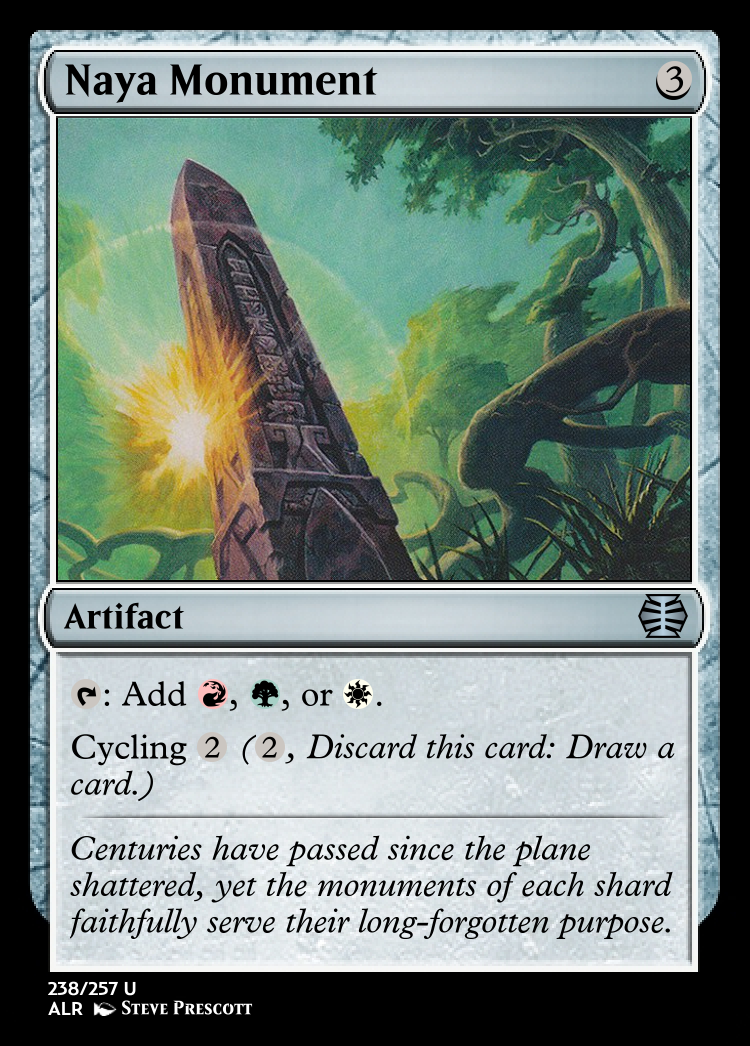 Naya Monument 3
Artifact
: Add , , or .
Cycling 2 (2, Discard this card: Draw a
card.)
Centuries have passed since the plane
shattered, yet the monuments of each shard
faithfully serve their long-forgotten purpose.
238/257 U
ALR Steve Prescott